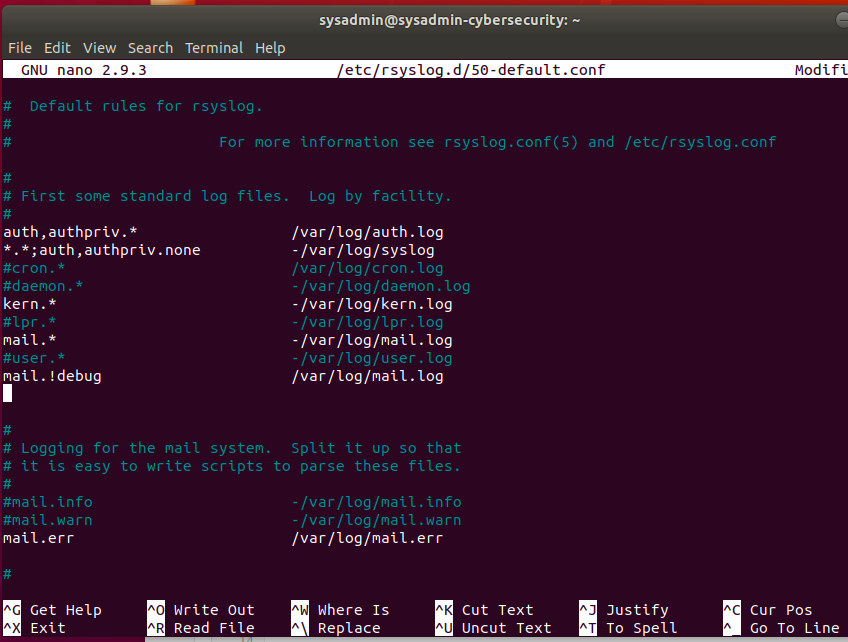 sysadmin@sysadmin-cybersecurity: ~
File Edit View Search Terminal Help
GNU nano 2.9.3 /etc/rsyslog.d/50-default.conf Modifi
# Default rules for rsyslog.
#
# For more information see rsyslog.conf(5) and /etc/rsyslog.conf
#
# First some standard log files. Log by facility.
#
auth,authpriv.* /var/log/auth.log
*.*;auth,authpriv.none -/var/log/syslog
#cron.* /var/log/cron.log
#daemon.* -/var/log/daemon.log
kern.* -/var/log/kern.log
#lpr.* -/var/log/lpr.log
mail.* -/var/log/mail.log
#user.* -/var/log/user.log
mail.!debug /var/log/mail.log
#
# Logging for the mail system. Split it up so that
# it is easy to write scripts to parse these files.
#
#mail.info -/var/log/mail.info
#mail.warn -/var/log/mail.warn
mail.err /var/log/mail.err
#
^G Get Help ^O Write Out ^W Where Is ^K Cut Text ^J Justify ^C Cur Pos
^X Exit ^R Read File ^\ Replace ^U Uncut Text ^T To Spell ^_ Go To Line